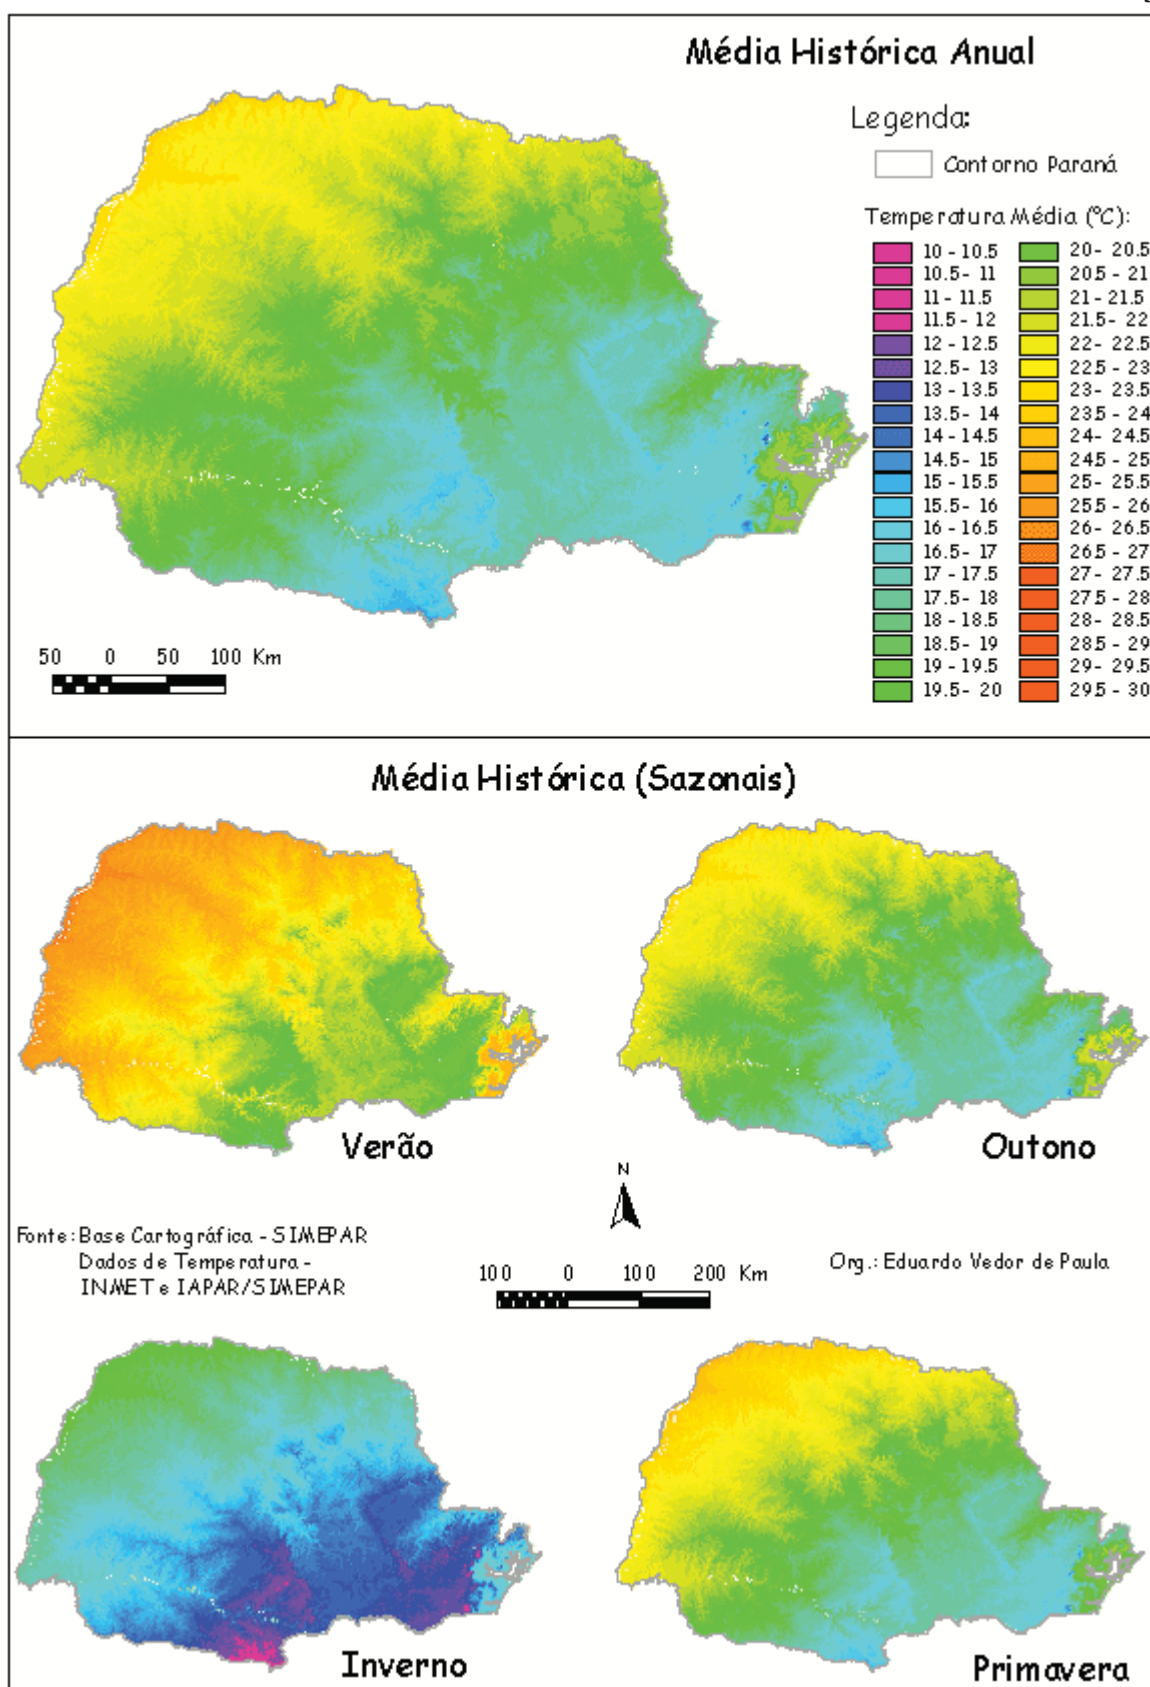 Média Histórica Anual
Legenda:
Contorno Paraná
Temperatura Média (°C):
10 - 10.5 20- 20.5
10.5- 11 20.5 - 21
11 - 11.5 21 - 21.5
11.5 - 12 21.5- 22
12 - 12.5 22- 22.5
12.5 - 13 22.5 - 23
13 - 13.5 23- 23.5
13.5- 14 23.5 - 24
14 - 14.5 24- 24.5
14.5- 15 24.5 - 25
15 - 15.5 25- 25.5
15.5- 16 25.5 - 26
16 - 16.5 26- 26.5
16.5- 17 26.5 - 27
17 - 17.5 27- 27.5
17.5- 18 27.5 - 28
18 - 18.5 28- 28.5
18.5- 19 28.5 - 29
19 - 19.5 29- 29.5
19.5- 20 29.5 - 30
50 0 50 100 Km
Média Histórica (Sazonais)
Verão
Outono
N
Fonte: Base Cartográfica - SIMEPAR
Dados de Temperatura -
INMET e IAPAR/SIMEPAR
100 0 100 200 Km
Org.: Eduardo Vedor de Paula
Inverno
Primavera